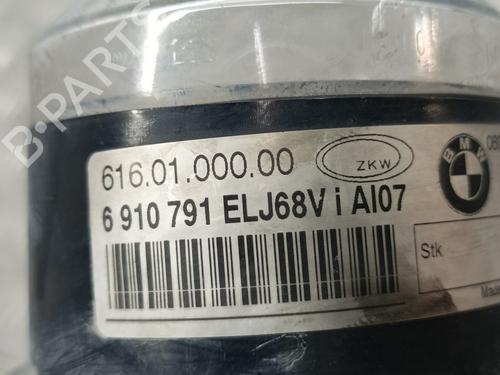 B-PARTS
616.01.000.00
ZKW
BMW
6 910 791 ELJ68V i AI07
Stk